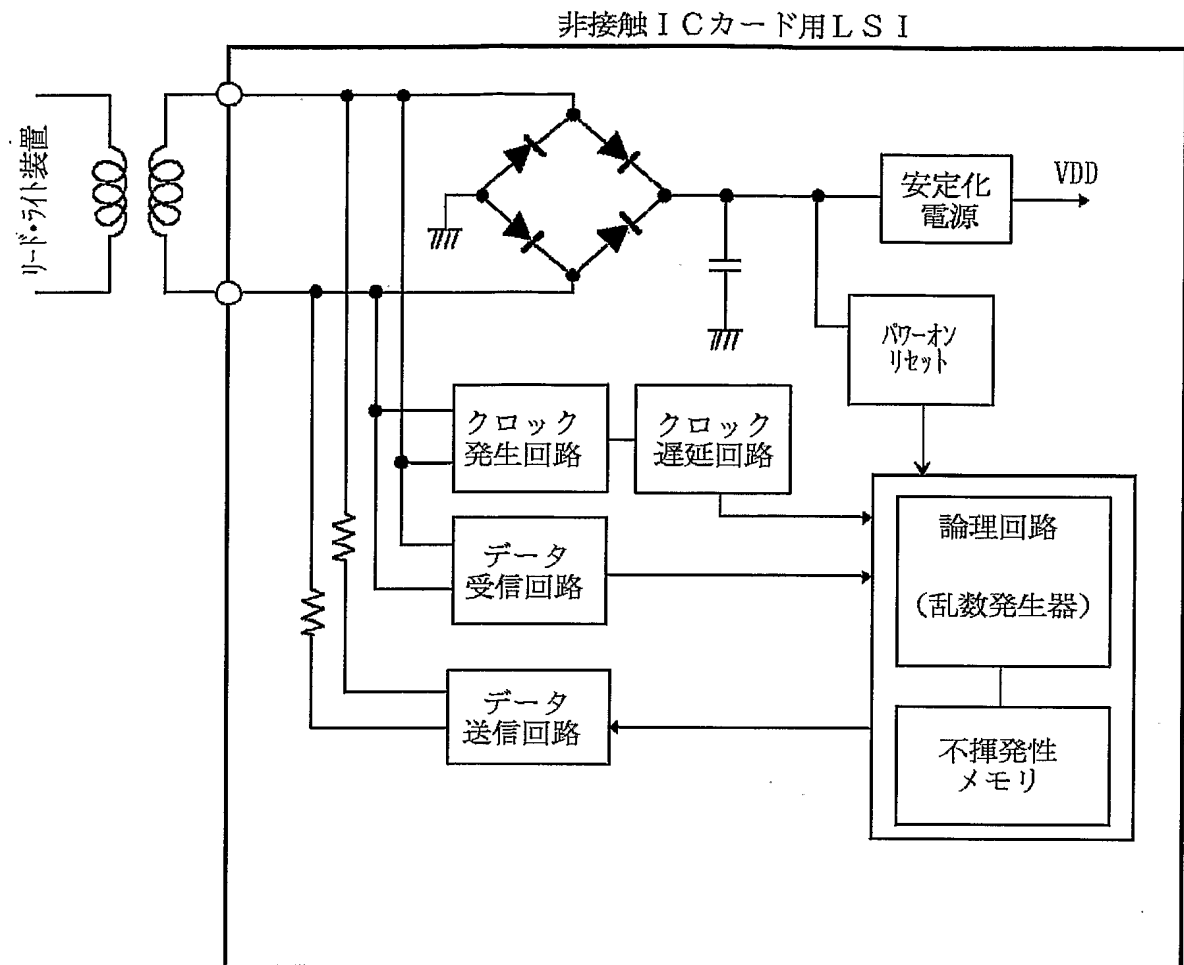 非接触ＩＣカード用ＬＳＩ
リード・ライト装置
安定化
電源
VDD
パワーオン
リセット
クロック
発生回路
クロック
遅延回路
論理回路
（乱数発生器）
データ
受信回路
データ
送信回路
不揮発性
メモリ